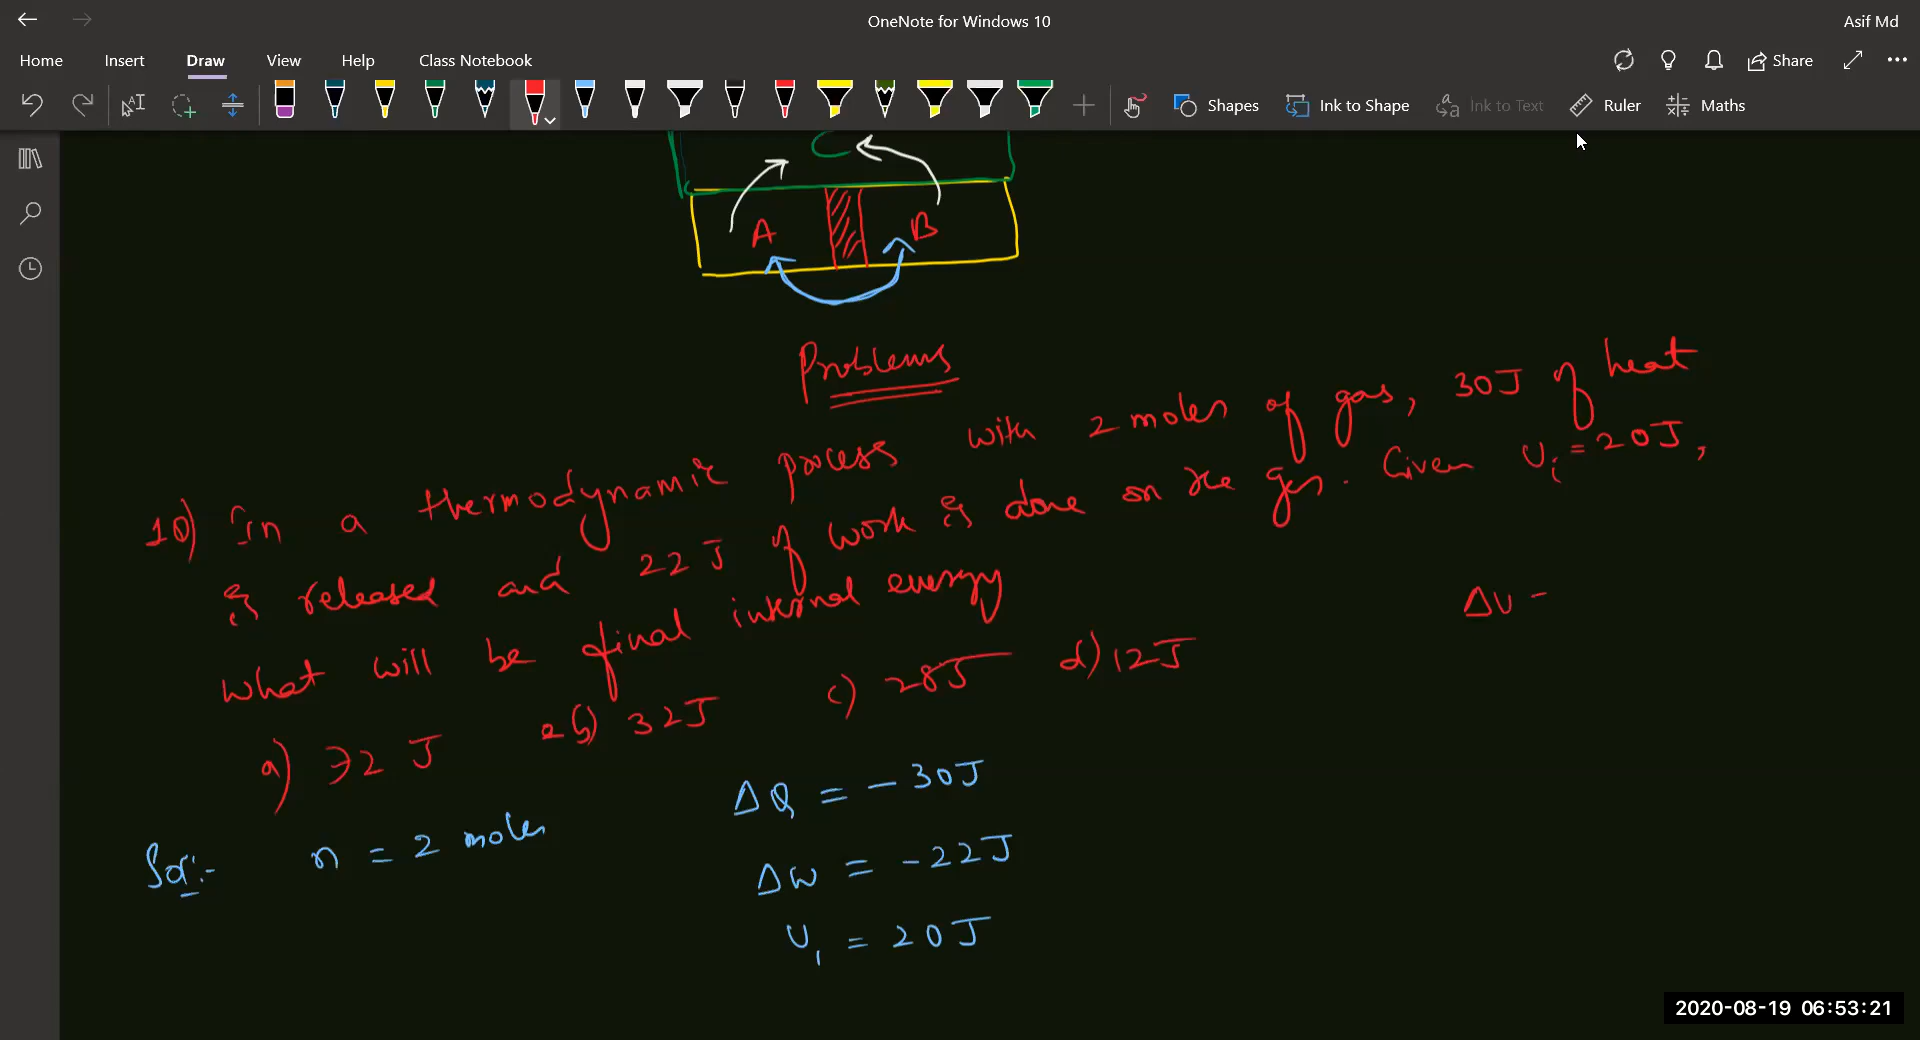 OneNote for Windows 10
Asif Md
Home Insert Draw View Help Class Notebook
Share
Shapes Ink to Shape Ink to Text Ruler Maths
C
A B
Problems
10) In a thermodynamic process with 2 moles of gas, 30J of heat
is released and 22 J of work is done on the gas. Given Ui = 20J,
What will be final internal energy
ΔU -
a) 72 J b) 32J c) 28J d) 12J
Sol:- n = 2 moles ΔQ = - 30J
ΔW = -22J
U1 = 20J
2020-08-19 06:53:21